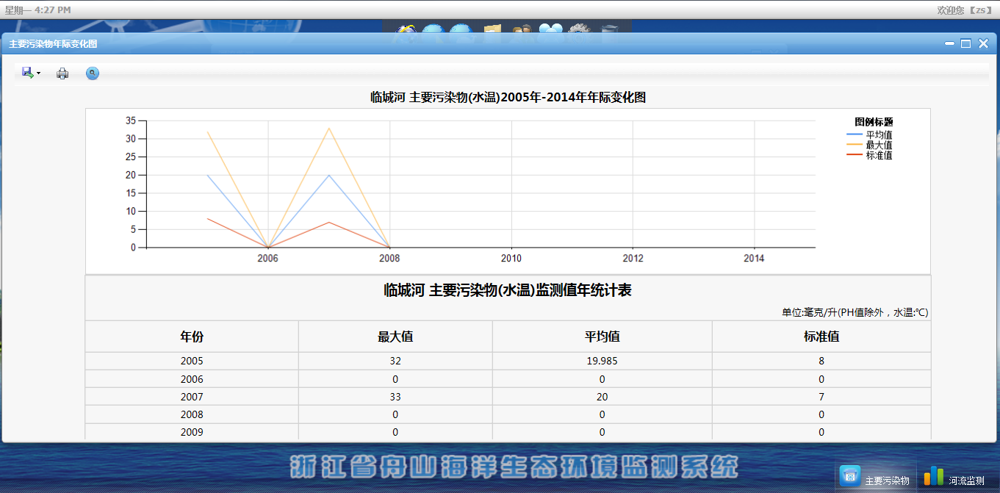 星期一 4:27 PM
欢迎您 【zs】
主要污染物年际变化图
临城河 主要污染物(水温)2005年-2014年年际变化图
35
30
25
20
15
10
5
0
2006 2008 2010 2012 2014
图例标题
平均值
最大值
标准值
临城河 主要污染物(水温)监测值年统计表
单位:毫克/升(PH值除外，水温:℃)
年份 最大值 平均值 标准值
2005 32 19.985 8
2006 0 0 0
2007 33 20 7
2008 0 0 0
2009 0 0 0
浙江省舟山海洋生态环境监测系统
主要污染物 河流监测